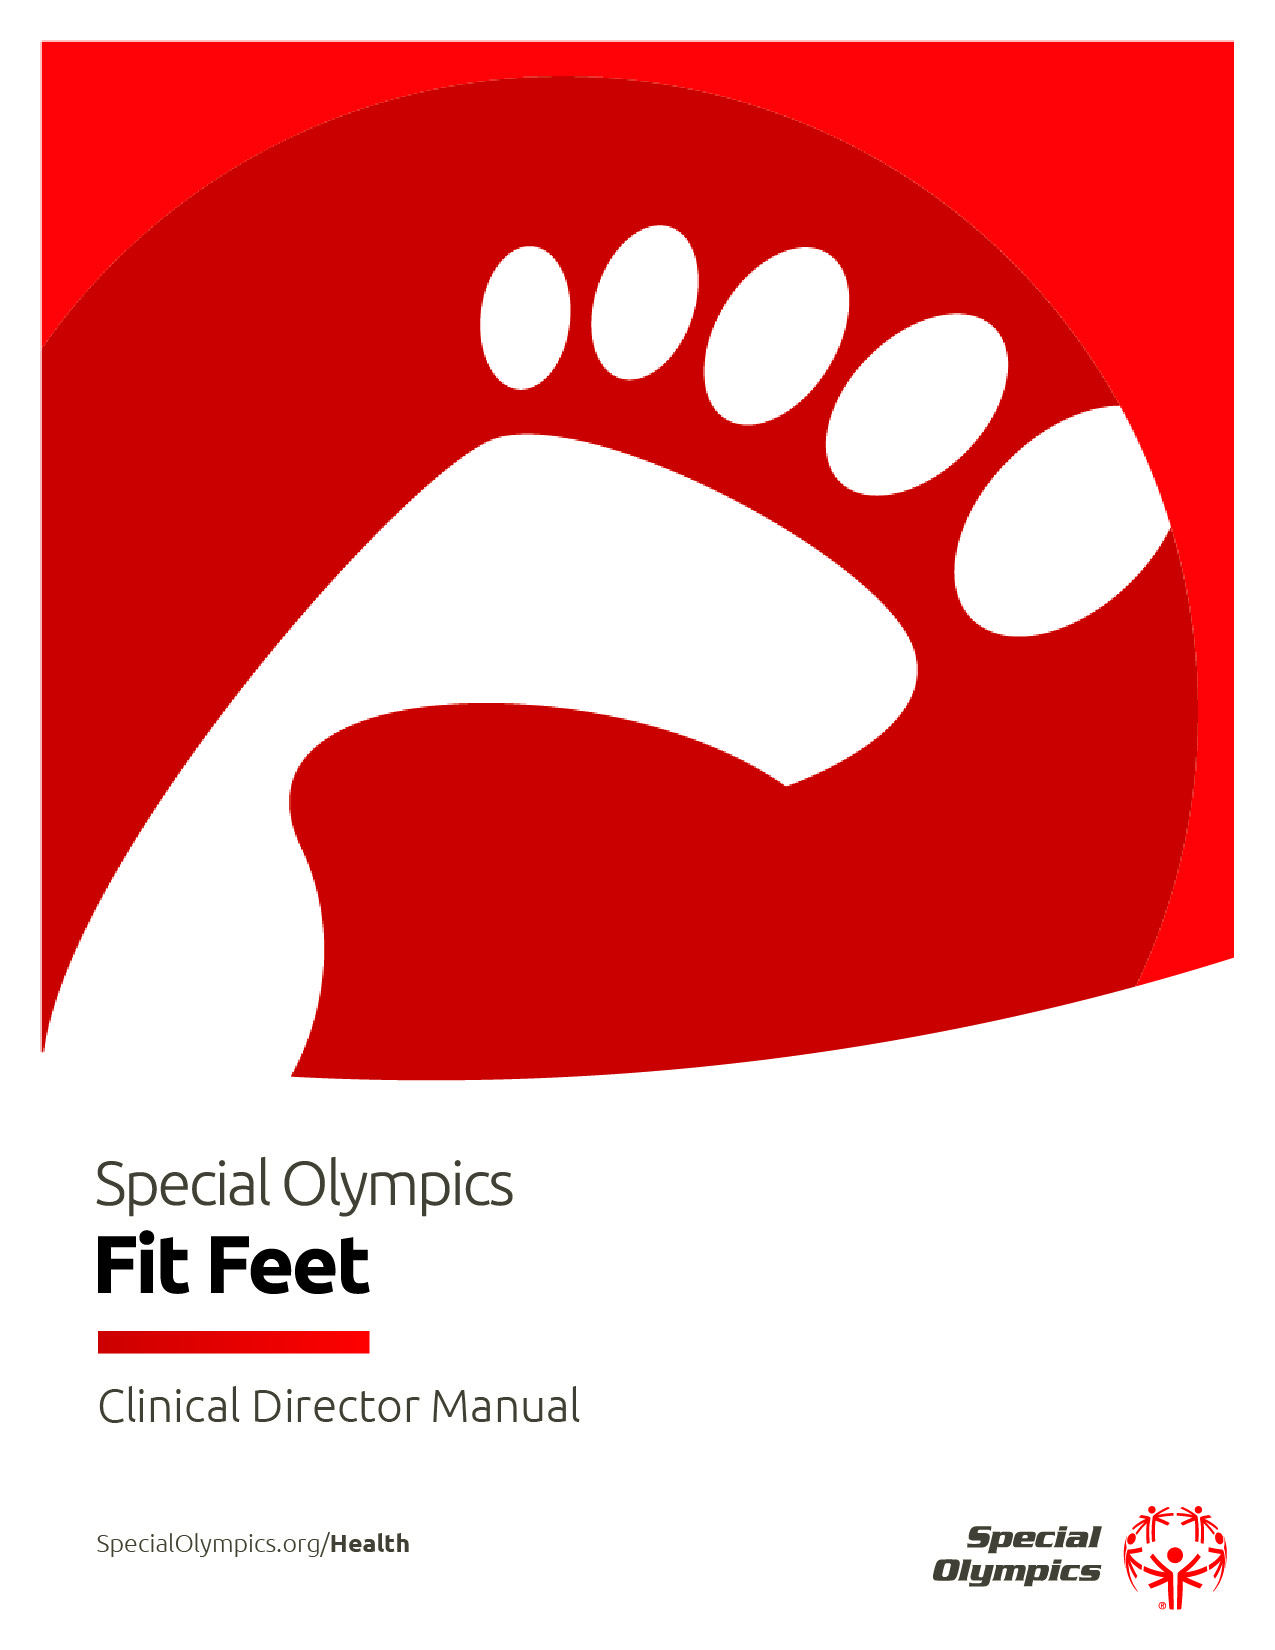 Special Olympics
Fit Feet
Clinical Director Manual
SpecialOlympics.org/Health
Special
Olympics
®